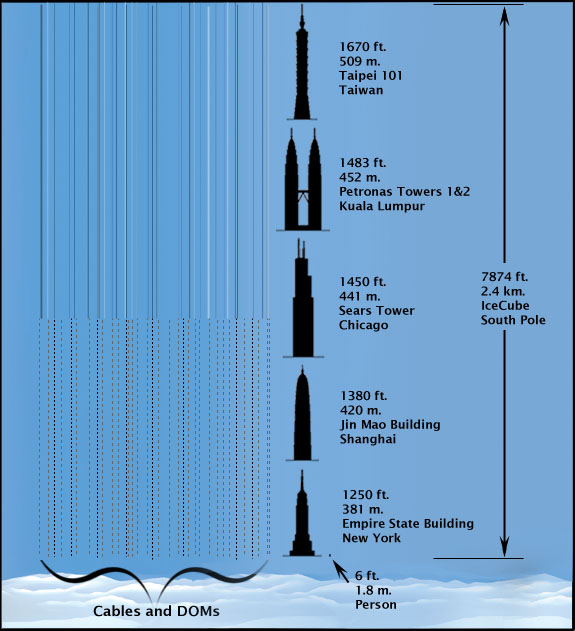 1670 ft.
509 m.
Taipei 101
Taiwan
1483 ft.
452 m.
Petronas Towers 1&2
Kuala Lumpur
7874 ft.
2.4 km.
IceCube
South Pole
1450 ft.
441 m.
Sears Tower
Chicago
1380 ft.
420 m.
Jin Mao Building
Shanghai
1250 ft.
381 m.
Empire State Building
New York
6 ft.
1.8 m.
Person
Cables and DOMs